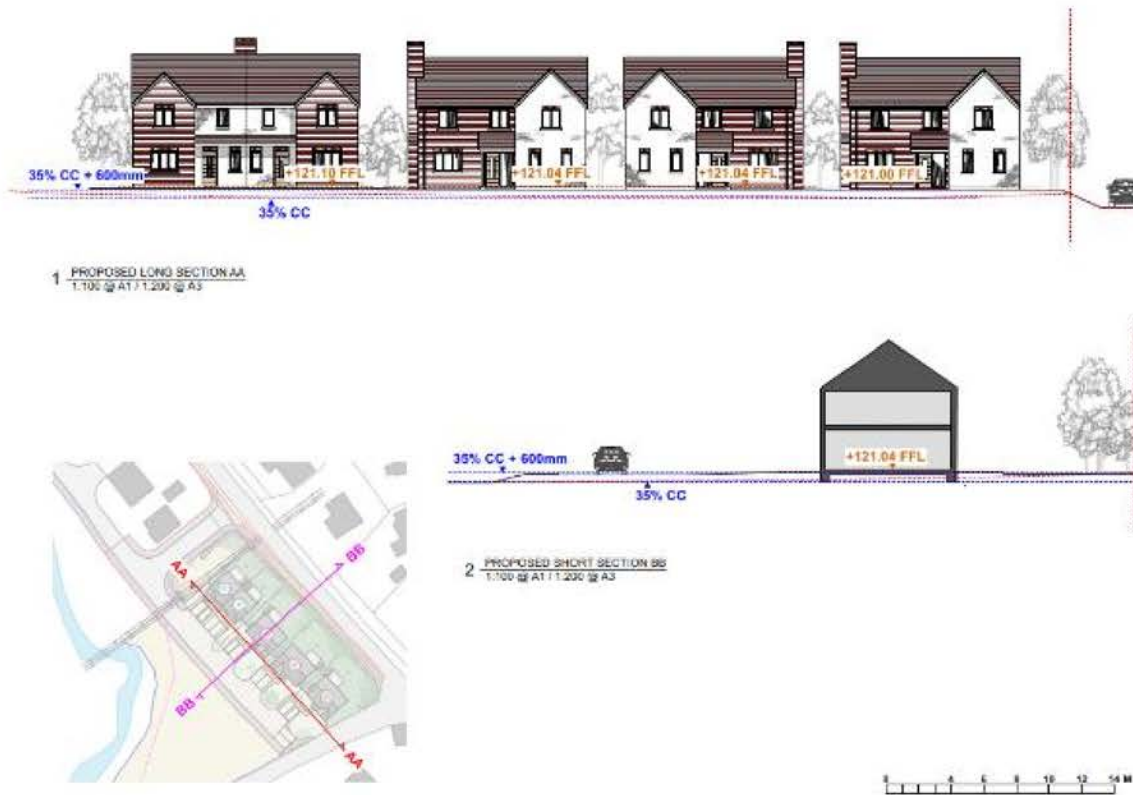 35% CC + 600mm
+121.10 FFL
+121.04 FFL
+121.04 FFL
+121.00 FFL
35% CC
1 PROPOSED LONG SECTION AA
1:100 @ A1 / 1:200 @ A3
35% CC + 600mm
+121.04 FFL
35% CC
2 PROPOSED SHORT SECTION BB
1:100 @ A1 / 1:200 @ A3
AA
BB
BB
AA
0 4 6 8 10 12 14 M